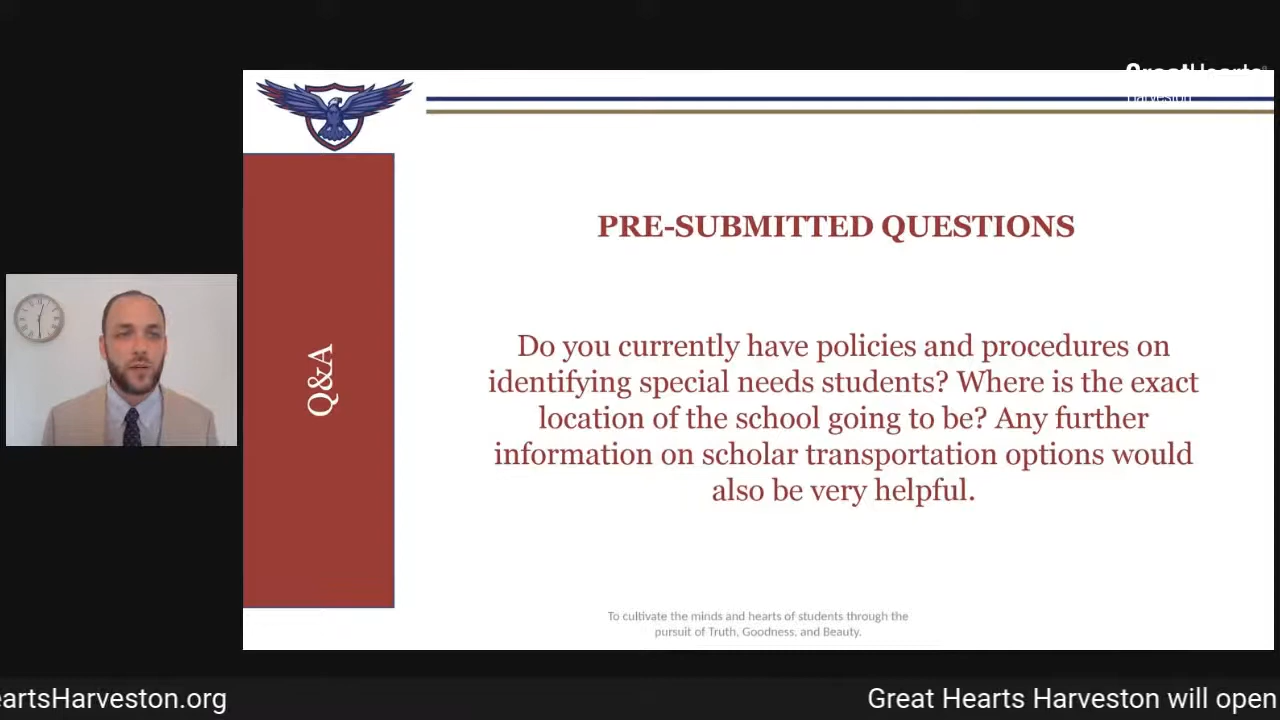 GreatHearts
Harveston
PRE-SUBMITTED QUESTIONS
Do you currently have policies and procedures on
identifying special needs students? Where is the exact
location of the school going to be? Any further
information on scholar transportation options would
also be very helpful.
Q&A
To cultivate the minds and hearts of students through the
pursuit of Truth, Goodness, and Beauty.
eartsHarveston.org
Great Hearts Harveston will open